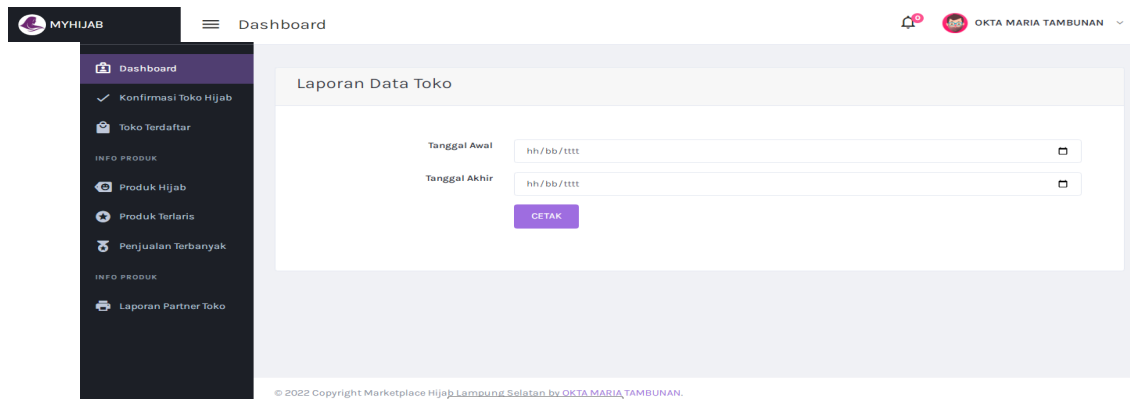 MYHIJAB
Dashboard
0
OKTA MARIA TAMBUNAN
Dashboard
Konfirmasi Toko Hijab
Toko Terdaftar
INFO PRODUK
Produk Hijab
Produk Terlaris
Penjualan Terbanyak
INFO PRODUK
Laporan Partner Toko
Laporan Data Toko
Tanggal Awal
hh/bb/tttt
Tanggal Akhir
hh/bb/tttt
CETAK
© 2022 Copyright Marketplace Hijab Lampung Selatan by OKTA MARIA TAMBUNAN.